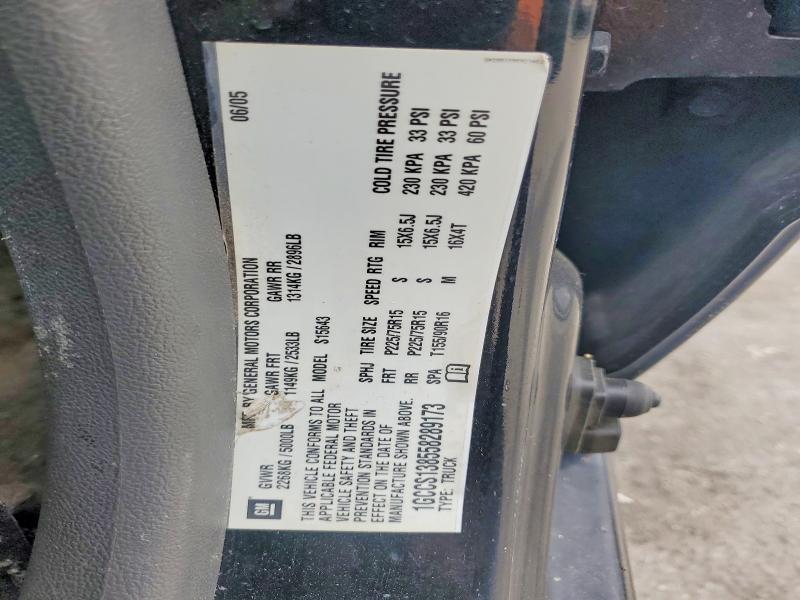 GM
MFD BY GENERAL MOTORS CORPORATION
06/05
GVWR GAWR FRT GAWR RR
2268KG/5000LB 1149KG/2533LB 1314KG/2896LB
THIS VEHICLE CONFORMS TO ALL
APPLICABLE FEDERAL MOTOR
VEHICLE SAFETY AND THEFT
PREVENTION STANDARDS IN
EFFECT ON THE DATE OF
MANUFACTURE SHOWN ABOVE.
1GCCS138558289173
TYPE: TRUCK
MODEL S15643
SPHJ TIRE SIZE SPEED RTG RIM COLD TIRE PRESSURE
FRT P225/75R15 S 15X6.5J 230 KPA 33 PSI
RR P225/75R15 S 15X6.5J 230 KPA 33 PSI
SPA T155/90R16 M 16X4T 420 KPA 60 PSI